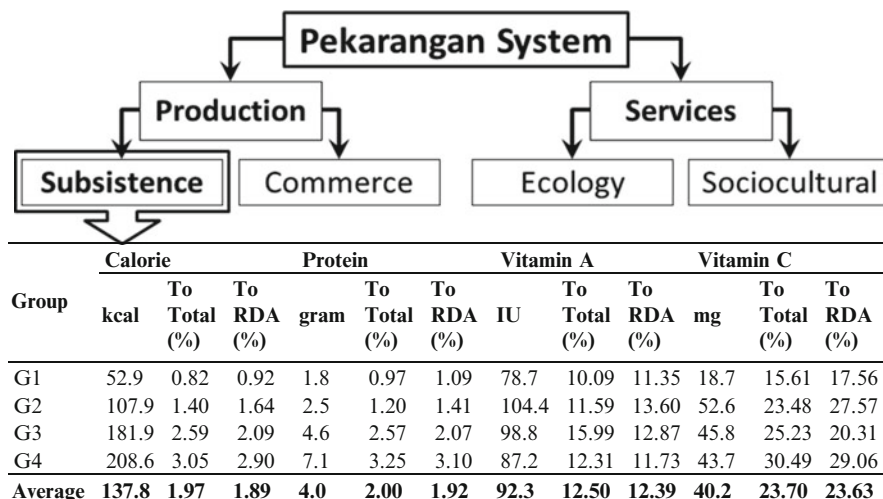 Pekarangan System
Production Services
Subsistence Commerce Ecology Sociocultural
Calorie Protein Vitamin A Vitamin C
Group kcal To Total (%) To RDA (%) gram To Total (%) To RDA (%) IU To Total (%) To RDA (%) mg To Total (%) To RDA (%)
G1 52.9 0.82 0.92 1.8 0.97 1.09 78.7 10.09 11.35 18.7 15.61 17.56
G2 107.9 1.40 1.64 2.5 1.20 1.41 104.4 11.59 13.60 52.6 23.48 27.57
G3 181.9 2.59 2.09 4.6 2.57 2.07 98.8 15.99 12.87 45.8 25.23 20.31
G4 208.6 3.05 2.90 7.1 3.25 3.10 87.2 12.31 11.73 43.7 30.49 29.06
Average 137.8 1.97 1.89 4.0 2.00 1.92 92.3 12.50 12.39 40.2 23.70 23.63